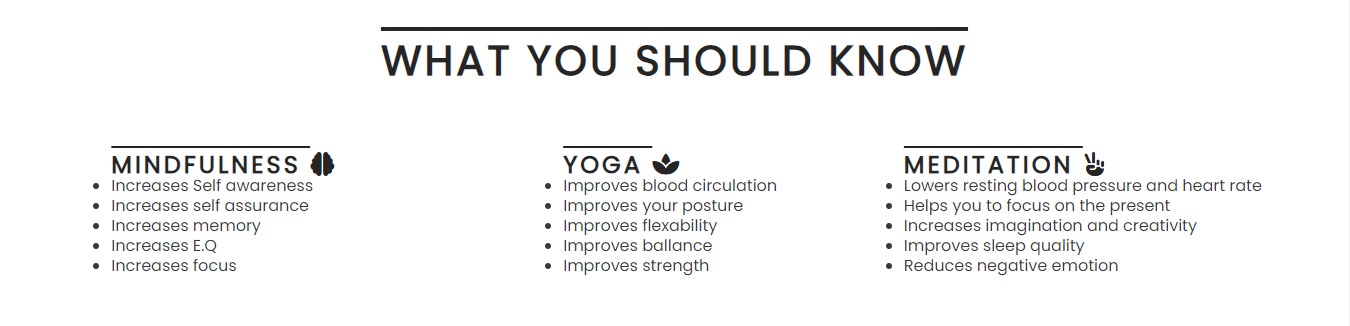 WHAT YOU SHOULD KNOW
MINDFULNESS
Increases Self awareness
Increases self assurance
Increases memory
Increases E.Q
Increases focus
YOGA
Improves blood circulation
Improves your posture
Improves flexability
Improves ballance
Improves strength
MEDITATION
Lowers resting blood pressure and heart rate
Helps you to focus on the present
Increases imagination and creativity
Improves sleep quality
Reduces negative emotion